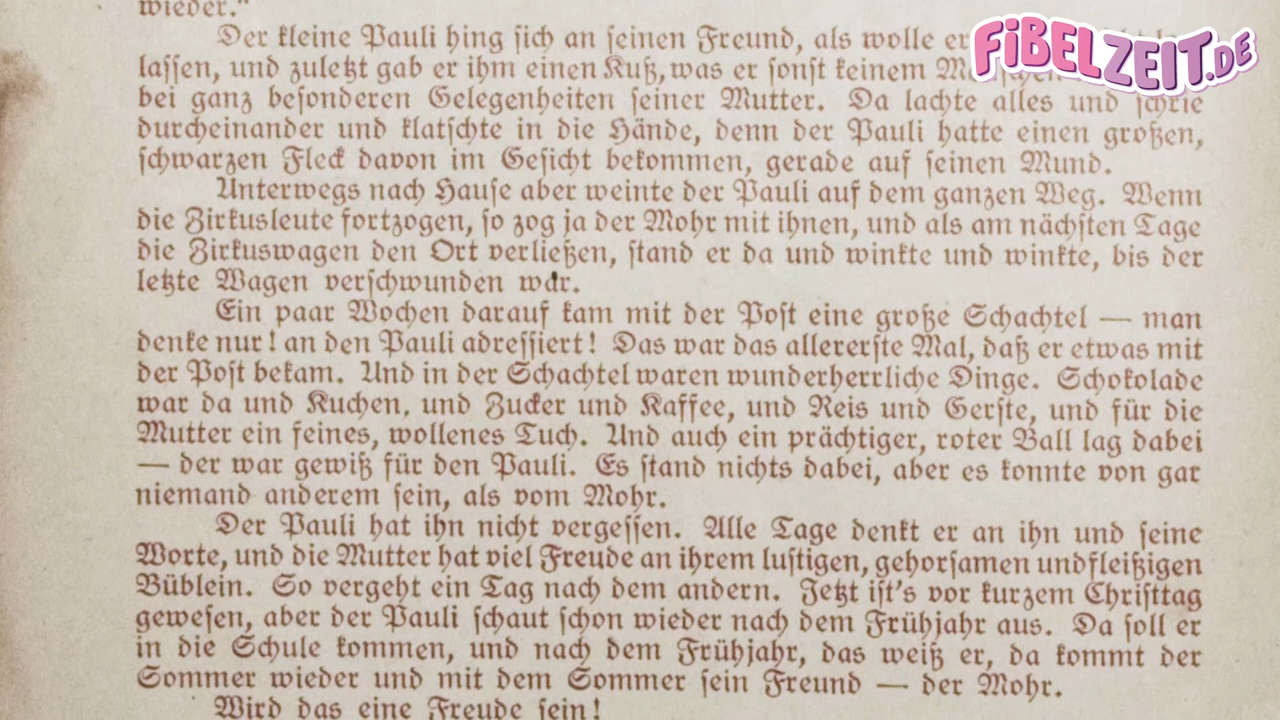 wieder.“
Der kleine Pauli hing sich an seinen Freund, als wolle er
lassen, und zuletzt gab er ihm einen Kuß, was er sonst keinem
bei ganz besonderen Gelegenheiten seiner Mutter. Da lachte alles und schrie
durcheinander und klatschte in die Hände, denn der Pauli hatte einen großen,
schwarzen Fleck davon im Gesicht bekommen, gerade auf seinen Mund.
Unterwegs nach Hause aber weinte der Pauli auf dem ganzen Weg. Wenn
die Zirkusleute fortzogen, so zog ja der Mohr mit ihnen, und als am nächsten Tage
die Zirkuswagen den Ort verließen, stand er da und winkte und winkte, bis der
letzte Wagen verschwunden war.
Ein paar Wochen darauf kam mit der Post eine große Schachtel — man
denke nur! an den Pauli adressiert! Das war das allererste Mal, daß er etwas mit
der Post bekam. Und in der Schachtel waren wunderherrliche Dinge. Schokolade
war da und Kuchen, und Zucker und Kaffee, und Reis und Gerste, und für die
Mutter ein feines, wollenes Tuch. Und auch ein prächtiger, roter Ball lag dabei
— der war gewiß für den Pauli. Es stand nichts dabei, aber es konnte von gar
niemand anderem sein, als vom Mohr.
Der Pauli hat ihn nicht vergessen. Alle Tage denkt er an ihn und seine
Worte, und die Mutter hat viel Freude an ihrem lustigen, gehorsamen und fleißigen
Büblein. So vergeht ein Tag nach dem andern. Jetzt ist's vor kurzem Christtag
gewesen, aber der Pauli schaut schon wieder nach dem Frühjahr aus. Da soll er
in die Schule kommen, und nach dem Frühjahr, das weiß er, da kommt der
Sommer wieder und mit dem Sommer sein Freund — der Mohr.
Wird das eine Freude sein!
FiBELZEIT.DE